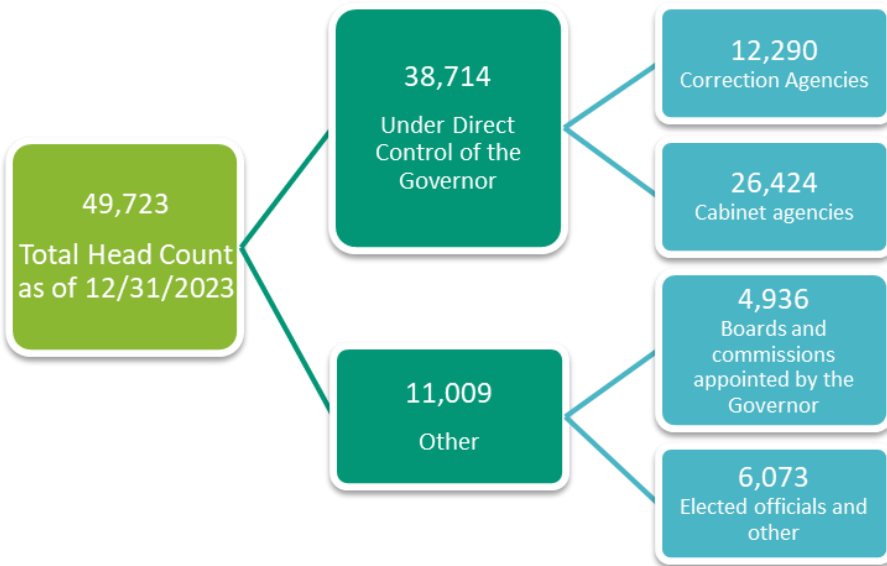 49,723
Total Head Count
as of 12/31/2023
38,714
Under Direct
Control of the
Governor
11,009
Other
12,290
Correction Agencies
26,424
Cabinet agencies
4,936
Boards and
commissions
appointed by the
Governor
6,073
Elected officials and
other